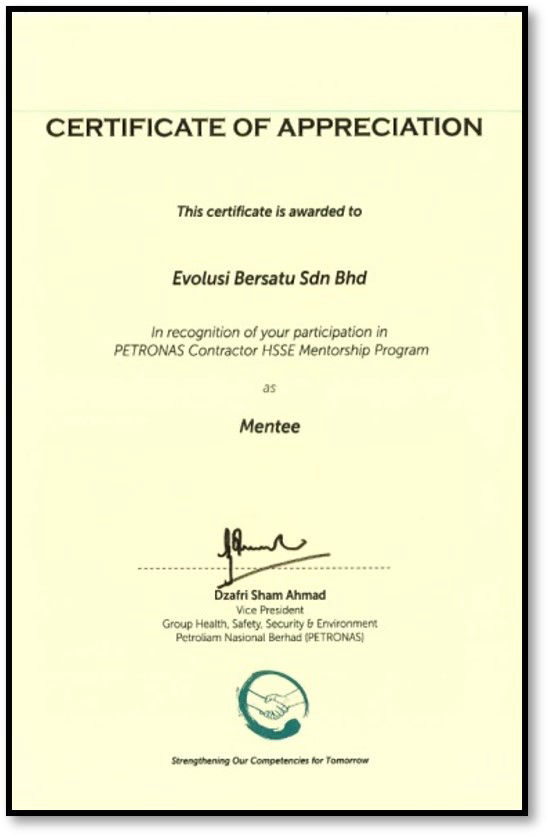 CERTIFICATE OF APPRECIATION
This certificate is awarded to
Evolusi Bersatu Sdn Bhd
In recognition of your participation in
PETRONAS Contractor HSSE Mentorship Program
as
Mentee
Dzafri Sham Ahmad
Vice President
Group Health, Safety, Security & Environment
Petroliam Nasional Berhad (PETRONAS)
Strengthening Our Competencies for Tomorrow